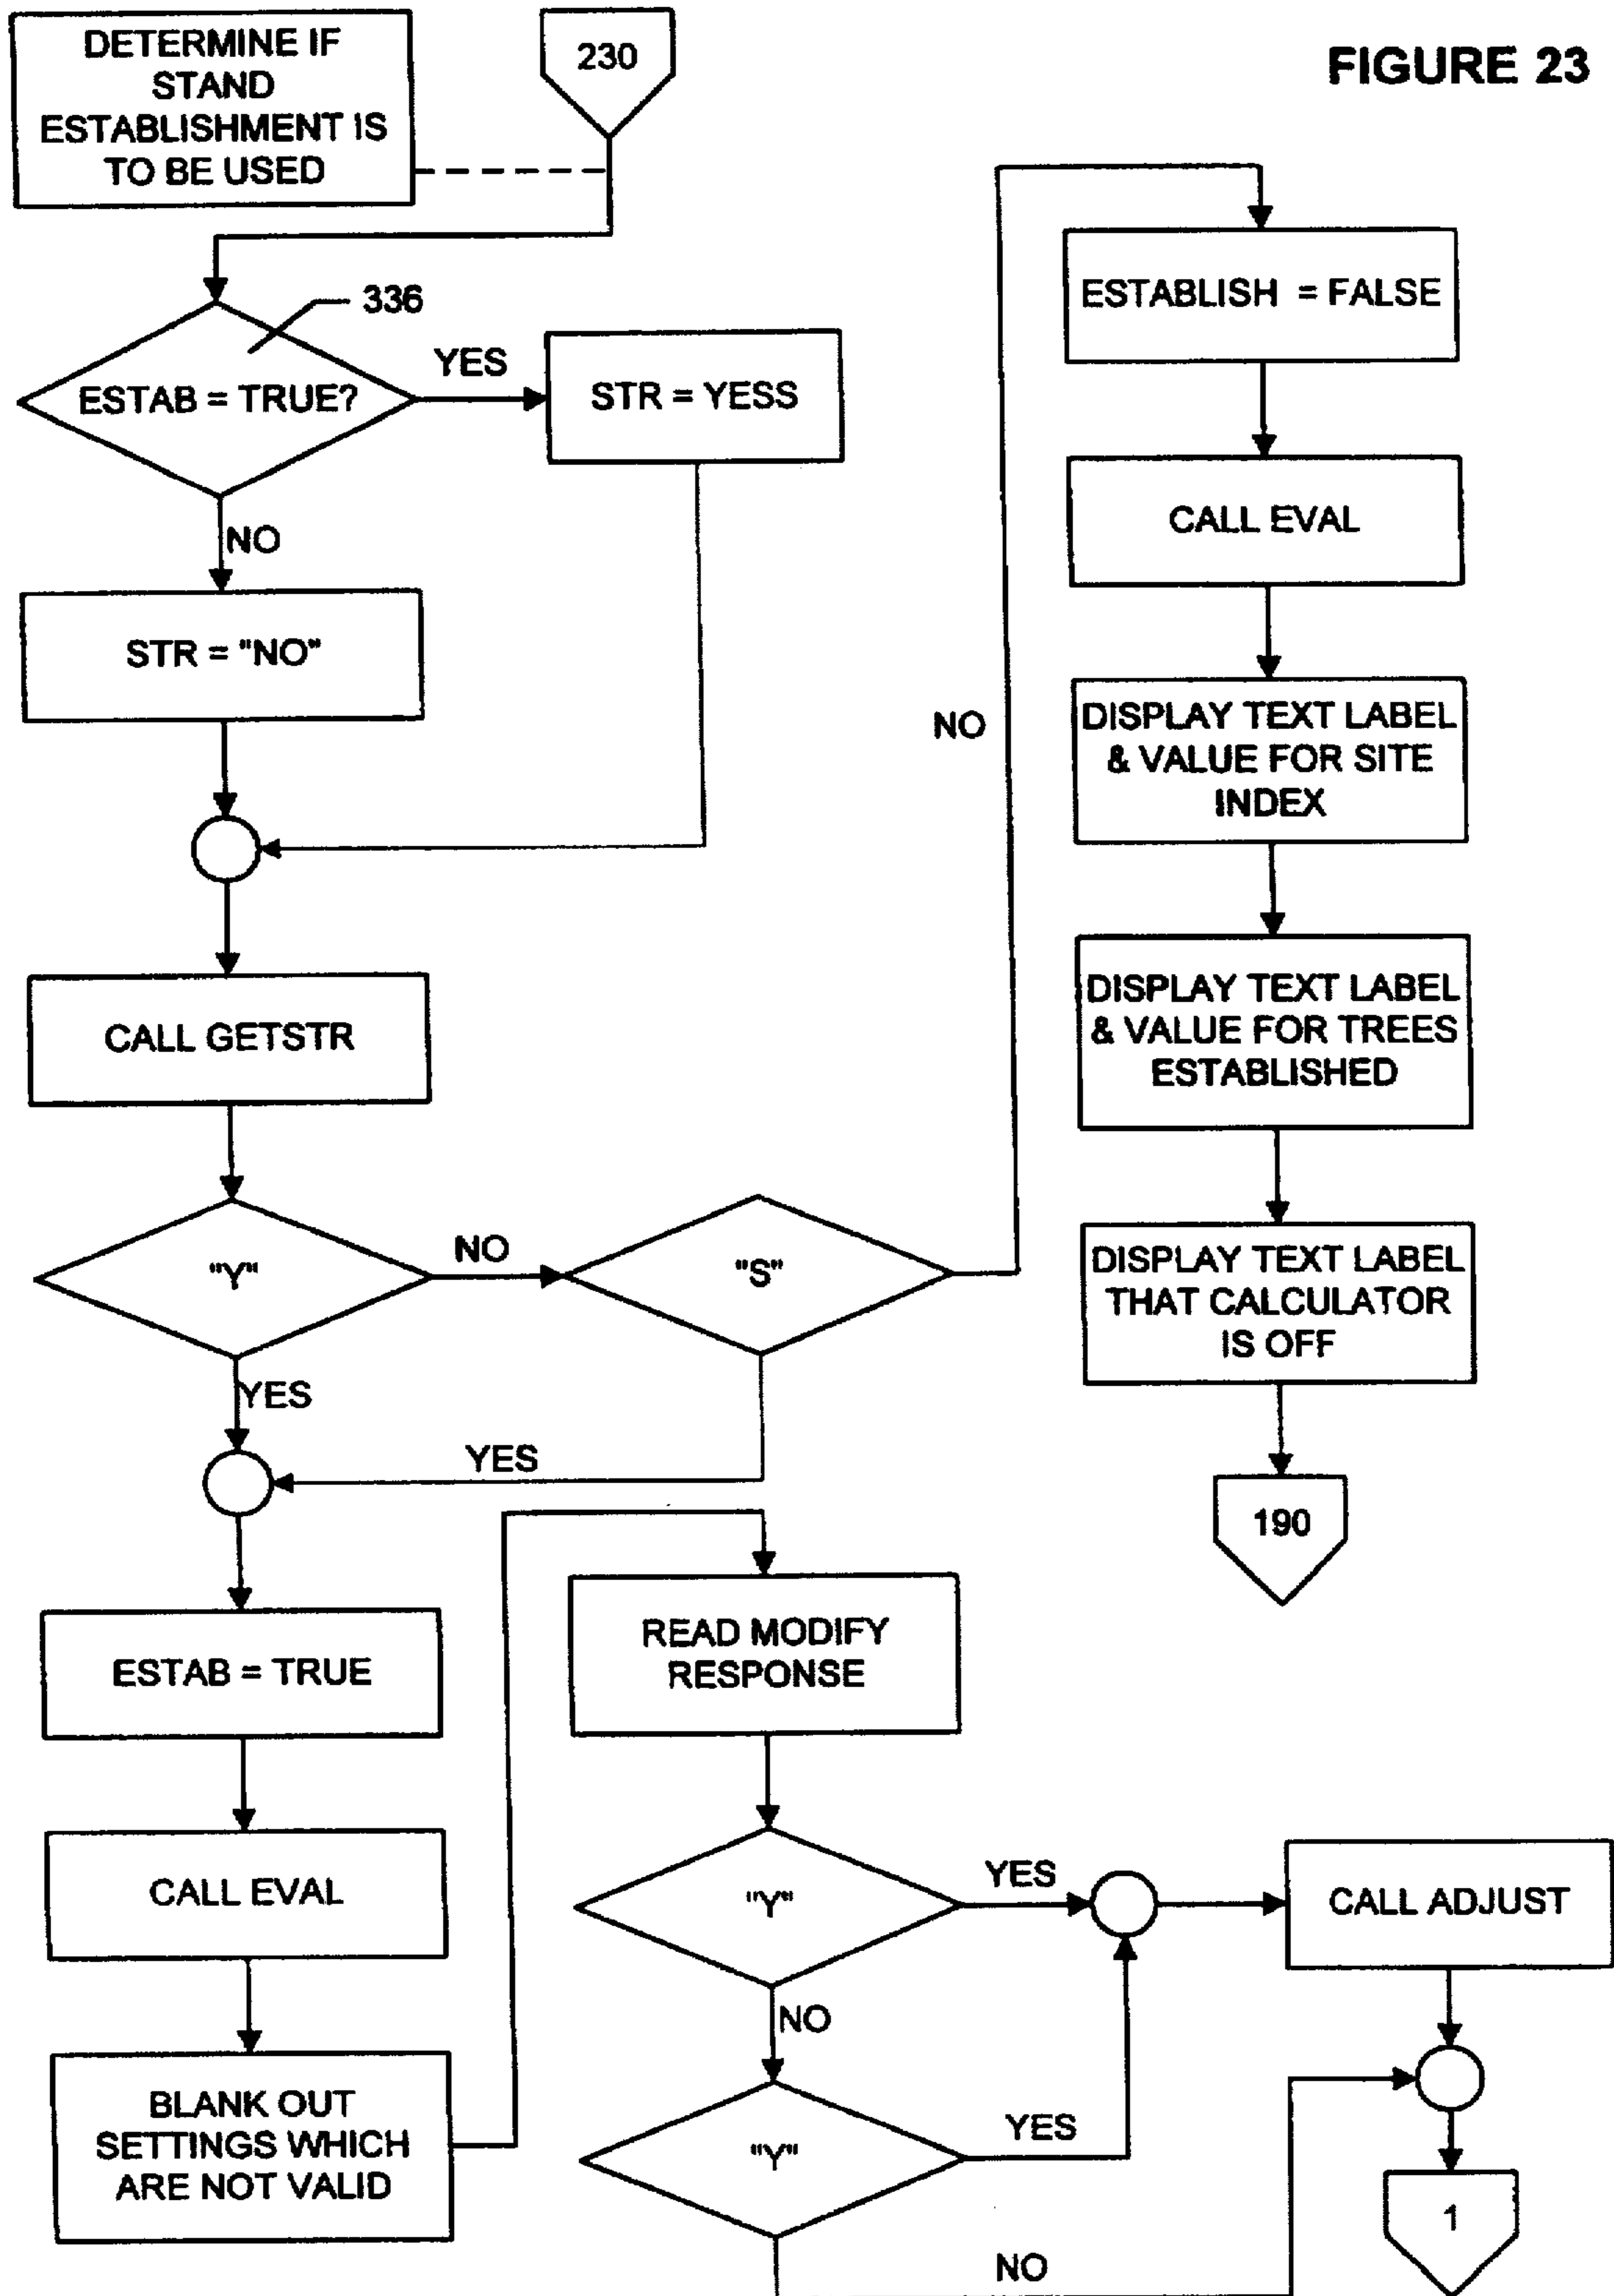 FIGURE 23
DETERMINE IF
STAND
ESTABLISHMENT IS
TO BE USED
230
336
ESTAB = TRUE?
YES
STR = YESS
NO
STR = "NO"
CALL GETSTR
"Y"
NO
"S"
NO
YES
YES
ESTAB = TRUE
CALL EVAL
BLANK OUT
SETTINGS WHICH
ARE NOT VALID
READ MODIFY
RESPONSE
"Y"
YES
CALL ADJUST
NO
"Y"
YES
NO
1
ESTABLISH = FALSE
CALL EVAL
DISPLAY TEXT LABEL
& VALUE FOR SITE
INDEX
DISPLAY TEXT LABEL
& VALUE FOR TREES
ESTABLISHED
DISPLAY TEXT LABEL
THAT CALCULATOR
IS OFF
190